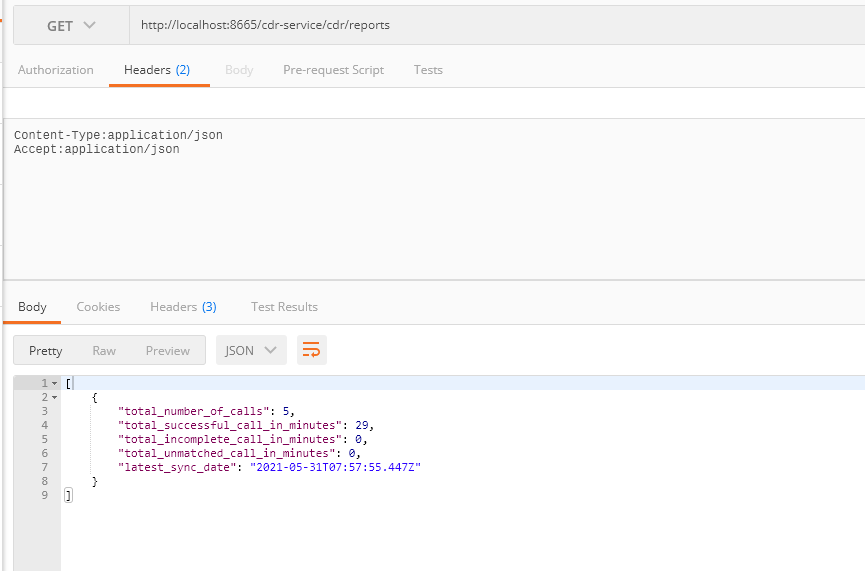 GET http://localhost:8665/cdr-service/cdr/reports
Authorization Headers (2) Body Pre-request Script Tests
Content-Type:application/json
Accept:application/json
Body Cookies Headers (3) Test Results
Pretty Raw Preview JSON
1 [
2 {
3 "total_number_of_calls": 5,
4 "total_successful_call_in_minutes": 29,
5 "total_incomplete_call_in_minutes": 0,
6 "total_unmatched_call_in_minutes": 0,
7 "latest_sync_date": "2021-05-31T07:57:55.447Z"
8 }
9 ]